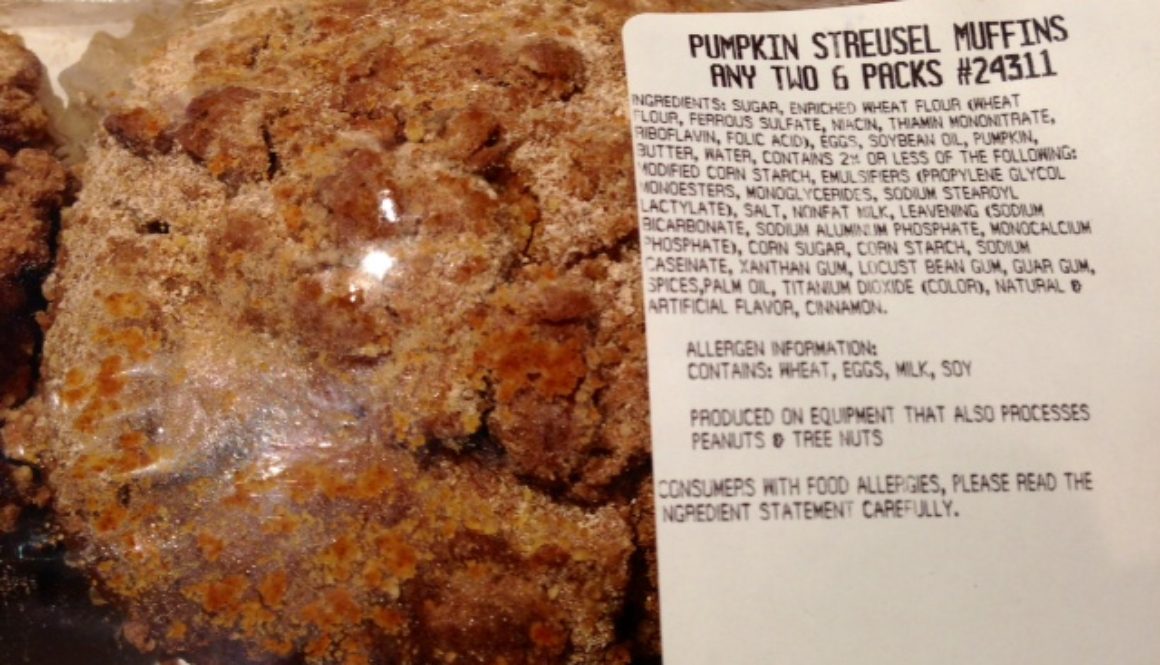 PUMPKIN STREUSEL MUFFINS
ANY TWO 6 PACKS #24311
INGREDIENTS: SUGAR, ENRICHED WHEAT FLOUR (WHEAT
FLOUR, FERROUS SULFATE, NIACIN, THIAMIN MONONITRATE,
RIBOFLAVIN, FOLIC ACID), EGGS, SOYBEAN OIL, PUMPKIN,
BUTTER, WATER, CONTAINS 2% OR LESS OF THE FOLLOWING:
MODIFIED CORN STARCH, EMULSIFIERS (PROPYLENE GLYCOL
MONOESTERS, MONOGLYCERIDES, SODIUM STEAROYL
LACTYLATE), SALT, NONFAT MILK, LEAVENING (SODIUM
BICARBONATE, SODIUM ALUMINUM PHOSPHATE, MONOCALCIUM
PHOSPHATE), CORN SUGAR, CORN STARCH, SODIUM
CASEINATE, XANTHAN GUM, LOCUST BEAN GUM, GUAR GUM,
SPICES,PALM OIL, TITANIUM DIOXIDE (COLOR), NATURAL &
ARTIFICIAL FLAVOR, CINNAMON.
ALLERGEN INFORMATION:
CONTAINS: WHEAT, EGGS, MILK, SOY
PRODUCED ON EQUIPMENT THAT ALSO PROCESSES
PEANUTS & TREE NUTS
CONSUMERS WITH FOOD ALLERGIES, PLEASE READ THE
INGREDIENT STATEMENT CAREFULLY.